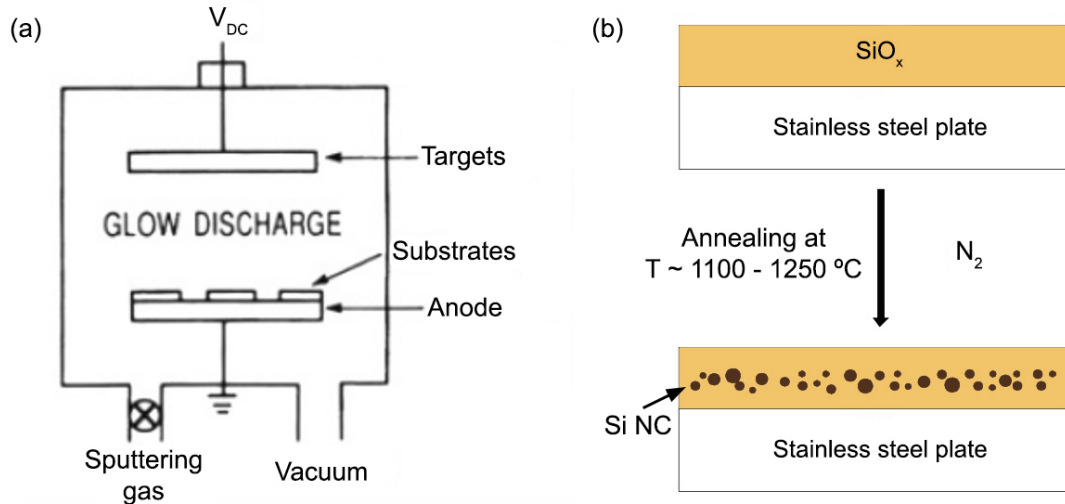 (a)
V_DC
Targets
GLOW DISCHARGE
Substrates
Anode
Sputtering
gas
Vacuum
(b)
SiO_x
Stainless steel plate
Annealing at
T ~ 1100 - 1250 ºC
N_2
Si NC
Stainless steel plate